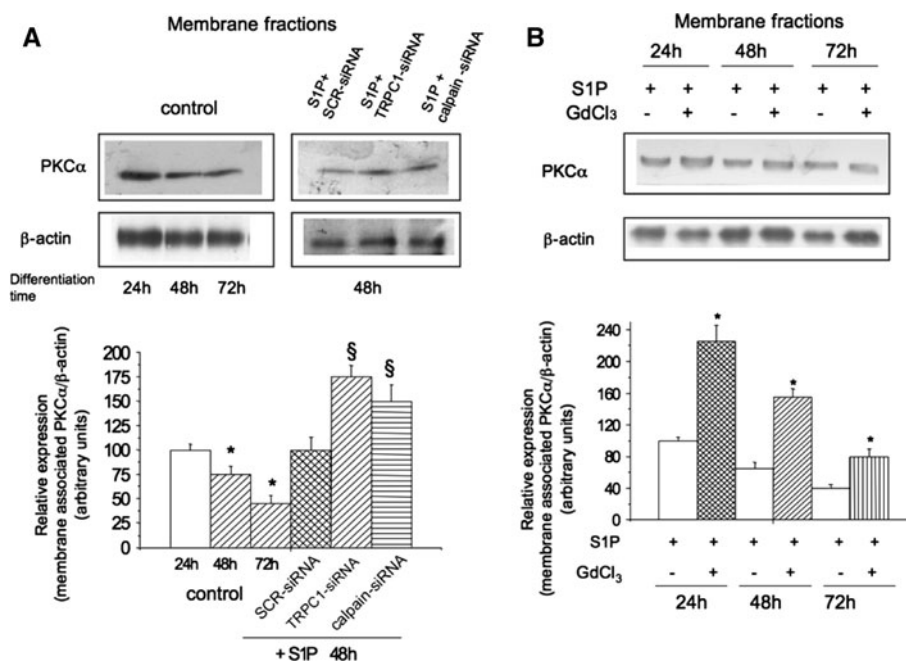 A
Membrane fractions
control
S1P+
SCR-siRNA
S1P+
TRPC1-siRNA
S1P +
calpain -siRNA
PKCα
β-actin
Differentiation
time
24h 48h 72h
48h
Relative expression
(membrane associated PKCα/β-actin)
(arbitrary units)
200
175
150
125
100
75
50
25
0
*
*
§
§
24h
48h
72h
control
SCR-siRNA
TRPC1-siRNA
calpain-siRNA
+ S1P 48h
B
Membrane fractions
24h 48h 72h
S1P + + + + + +
GdCl3 - + - + - +
PKCα
β-actin
Relative expression
(membrane associated PKCα/β-actin)
(arbitrary units)
240
200
160
120
80
40
0
*
*
*
S1P + + + + + +
GdCl3 - + - + - +
24h 48h 72h